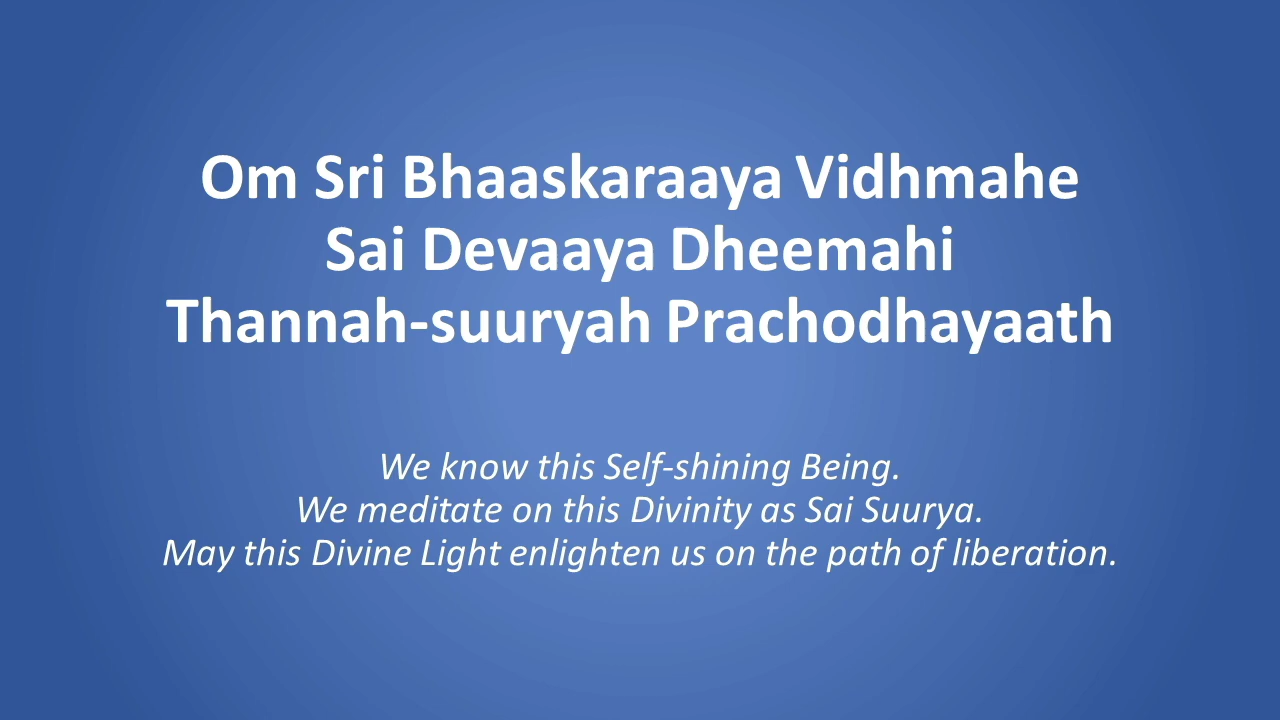 Om Sri Bhaaskaraaya Vidhmahe
Sai Devaaya Dheemahi
Thannah-suuryah Prachodhayaath
We know this Self-shining Being.
We meditate on this Divinity as Sai Suurya.
May this Divine Light enlighten us on the path of liberation.